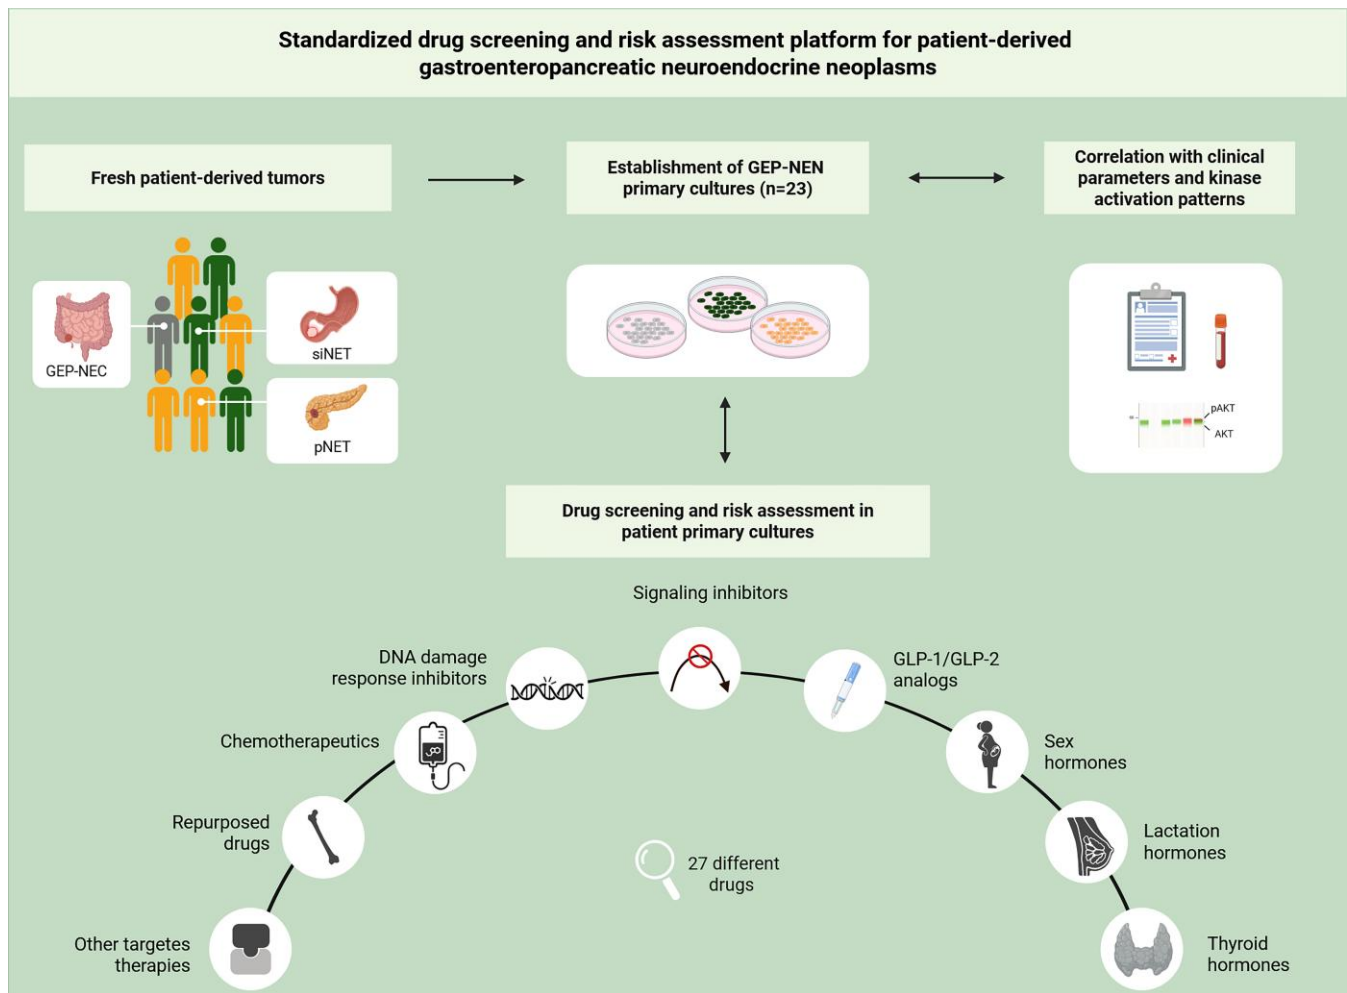 Standardized drug screening and risk assessment platform for patient-derived
gastroenteropancreatic neuroendocrine neoplasms
Fresh patient-derived tumors
Establishment of GEP-NEN
primary cultures (n=23)
Correlation with clinical
parameters and kinase
activation patterns
GEP-NEC
siNET
pNET
pAKT
AKT
Drug screening and risk assessment in
patient primary cultures
Signaling inhibitors
DNA damage
response inhibitors
GLP-1/GLP-2
analogs
Chemotherapeutics
Sex
hormones
Repurposed
drugs
Lactation
hormones
27 different
drugs
Other targetes
therapies
Thyroid
hormones